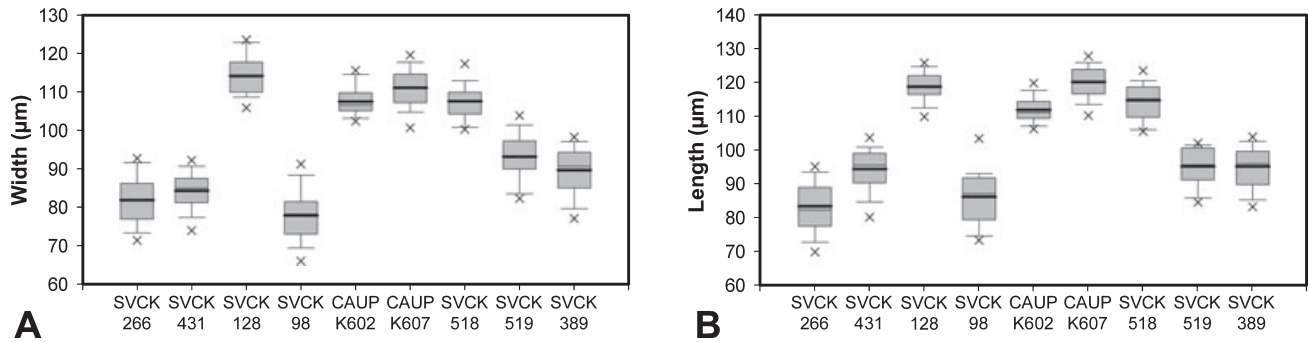 130
120
110
100
90
80
70
60
Width (µm)
SVCK SVCK SVCK SVCK CAUP CAUP SVCK SVCK SVCK
266 431 128 98 K602 K607 518 519 389
A
140
130
120
110
100
90
80
70
60
Length (µm)
SVCK SVCK SVCK SVCK CAUP CAUP SVCK SVCK SVCK
266 431 128 98 K602 K607 518 519 389
B